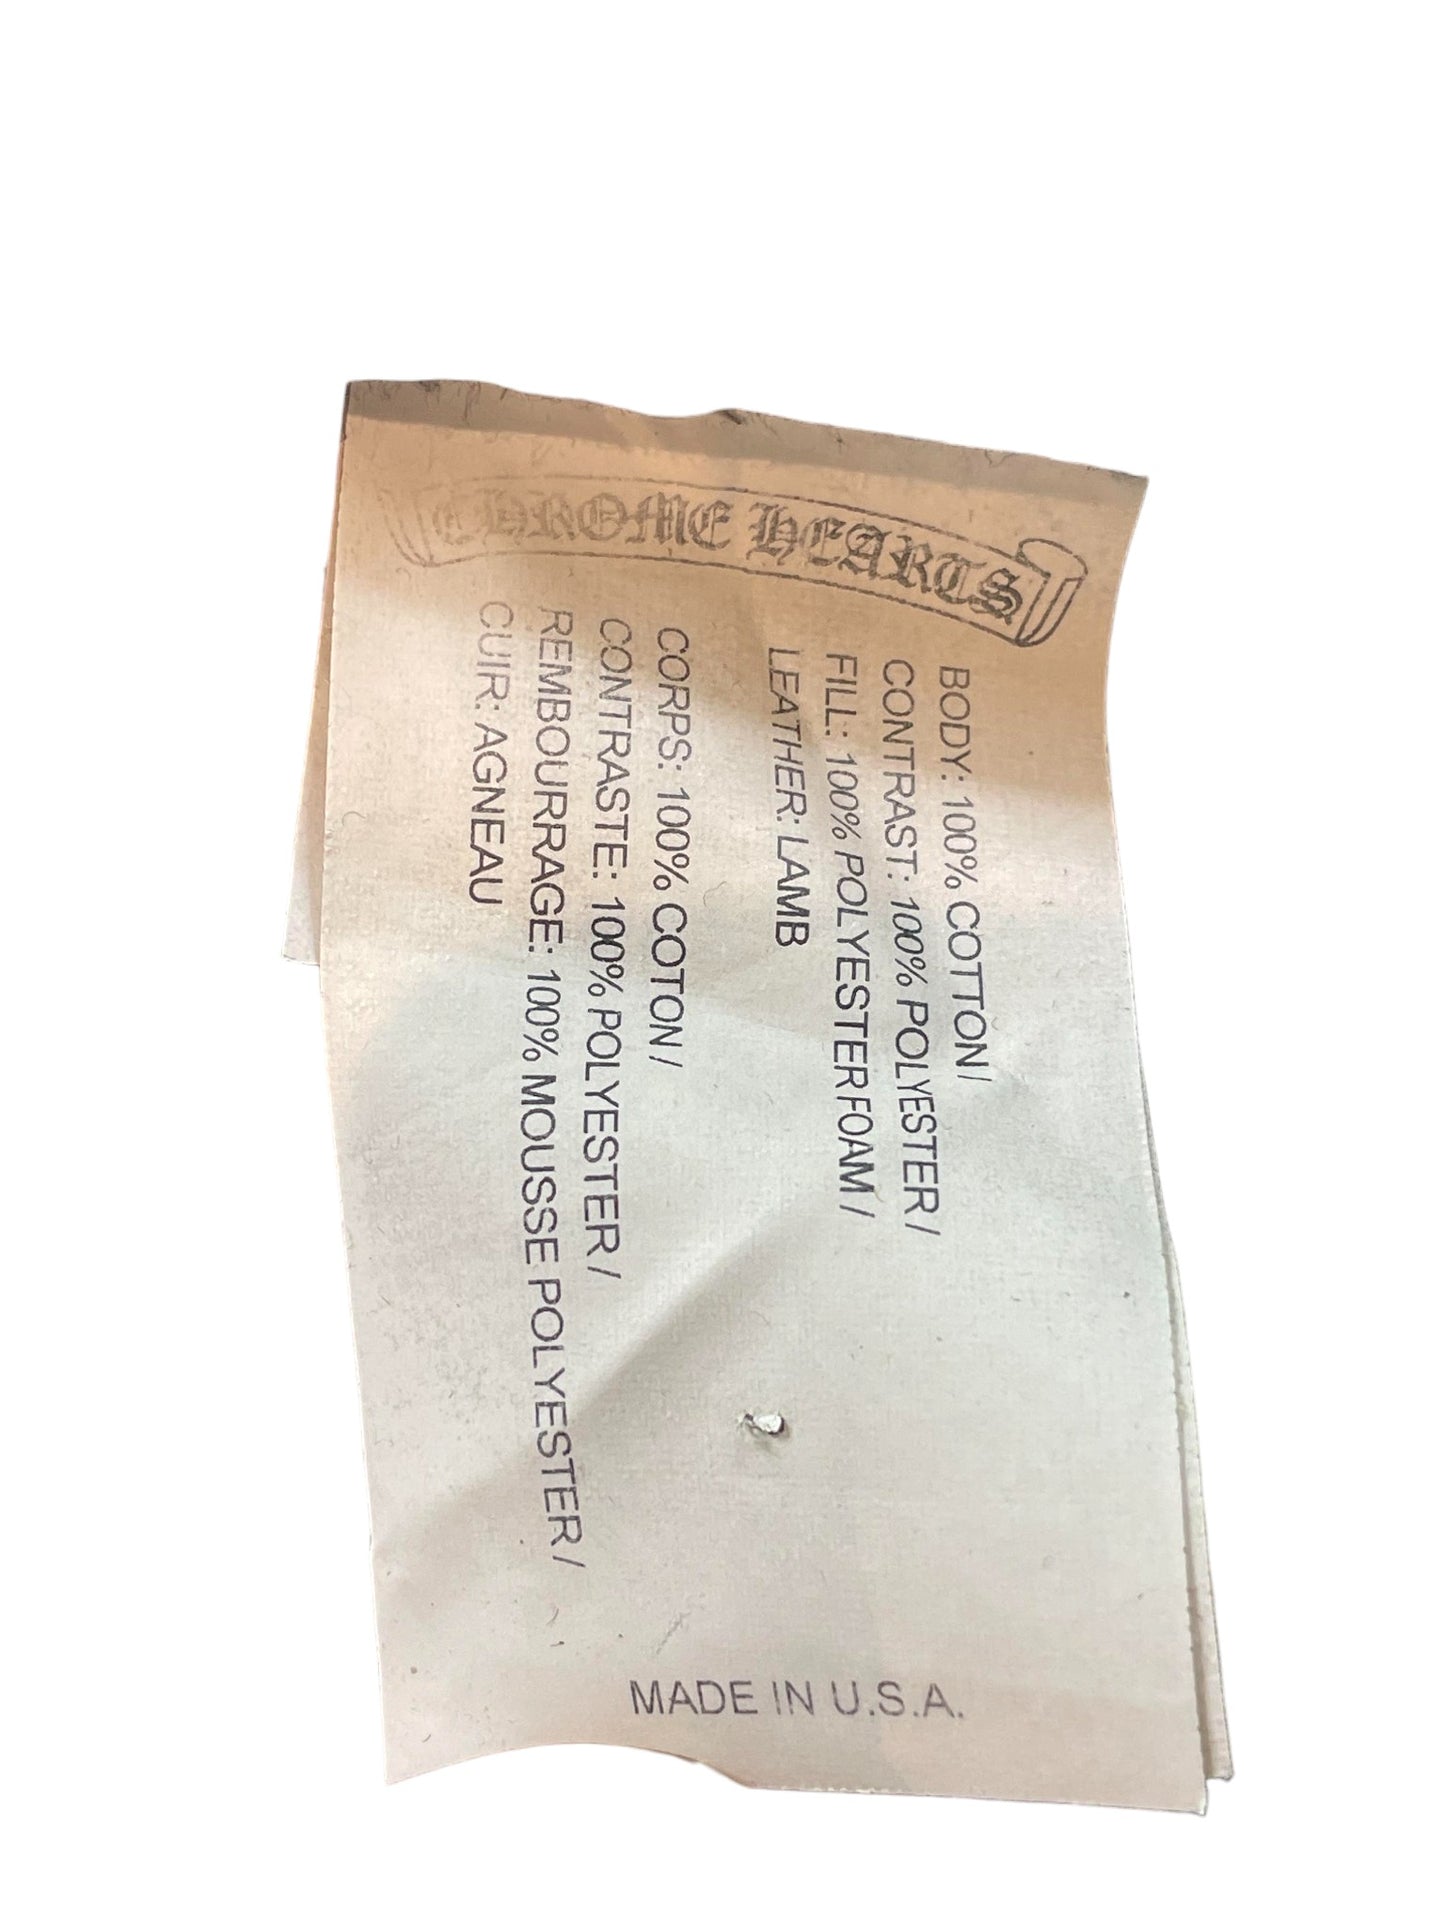 CHROME HEARTS
BODY: 100% COTTON /
CONTRAST: 100% POLYESTER /
FILL: 100% POLYESTER FOAM /
LEATHER: LAMB
CORPS: 100% COTON /
CONTRASTE: 100% POLYESTER /
REMBOURRAGE: 100% MOUSSE POLYESTER /
CUIR: AGNEAU
MADE IN U.S.A.